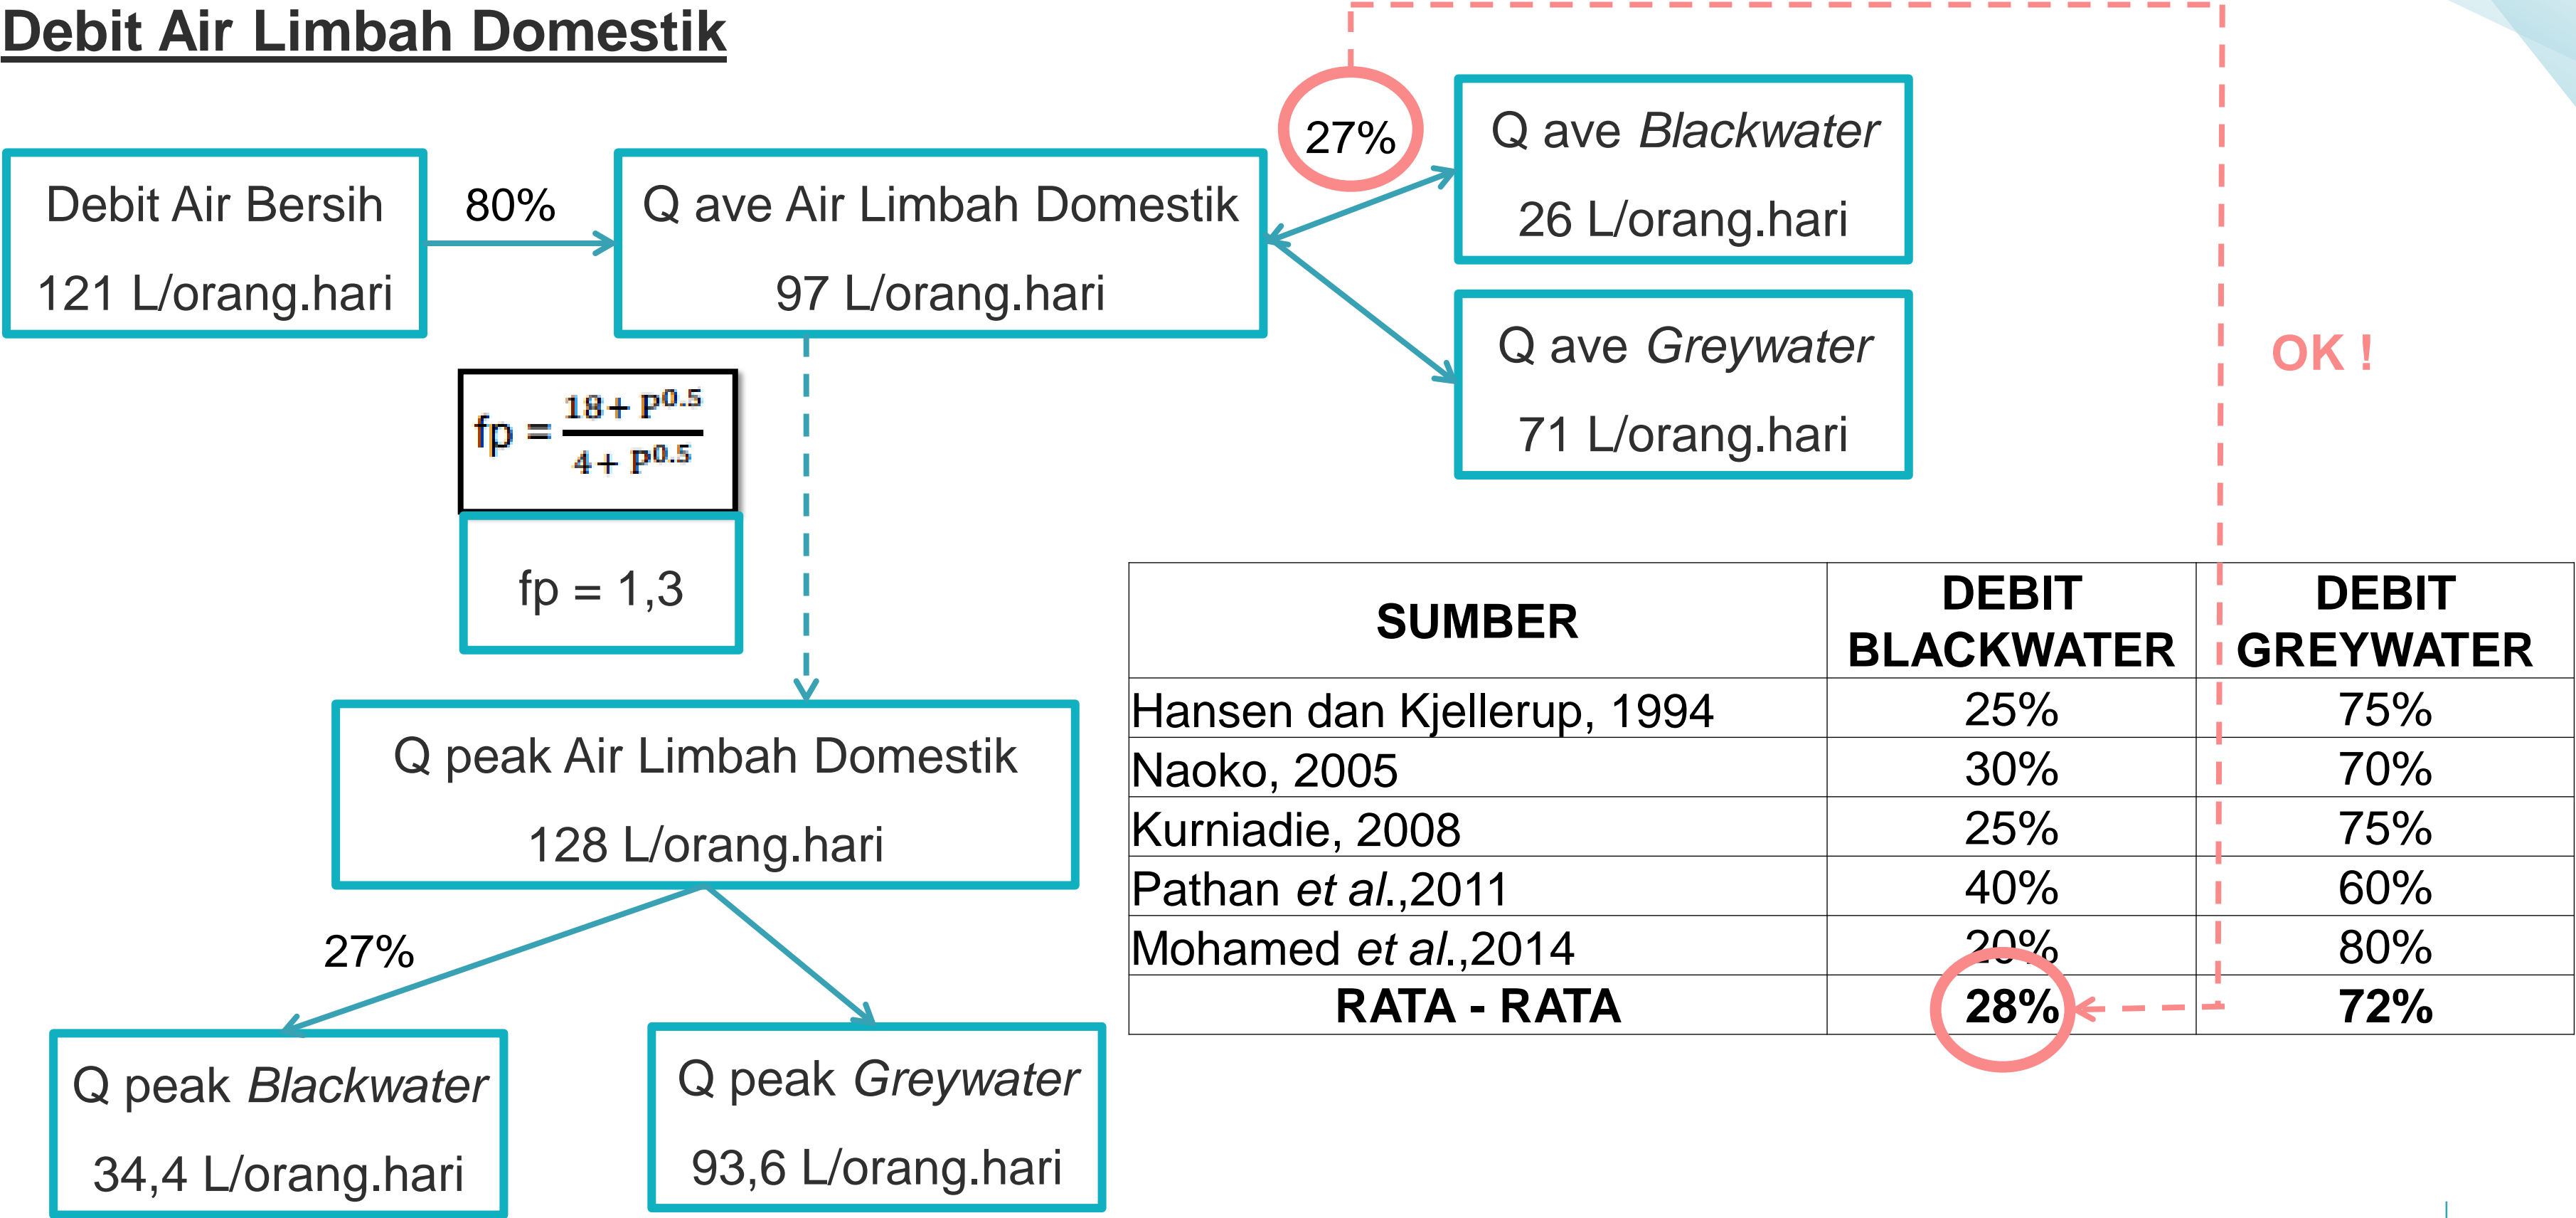 Debit Air Limbah Domestik
Debit Air Bersih
121 L/orang.hari
80%
Q ave Air Limbah Domestik
97 L/orang.hari
27%
Q ave Blackwater
26 L/orang.hari
Q ave Greywater
71 L/orang.hari
OK !
fp = 18+ P^0.5 / 4+ P^0.5
fp = 1,3
Q peak Air Limbah Domestik
128 L/orang.hari
27%
Q peak Blackwater
34,4 L/orang.hari
Q peak Greywater
93,6 L/orang.hari
SUMBER DEBIT BLACKWATER DEBIT GREYWATER
Hansen dan Kjellerup, 1994 25% 75%
Naoko, 2005 30% 70%
Kurniadie, 2008 25% 75%
Pathan et al.,2011 40% 60%
Mohamed et al.,2014 20% 80%
RATA - RATA 28% 72%